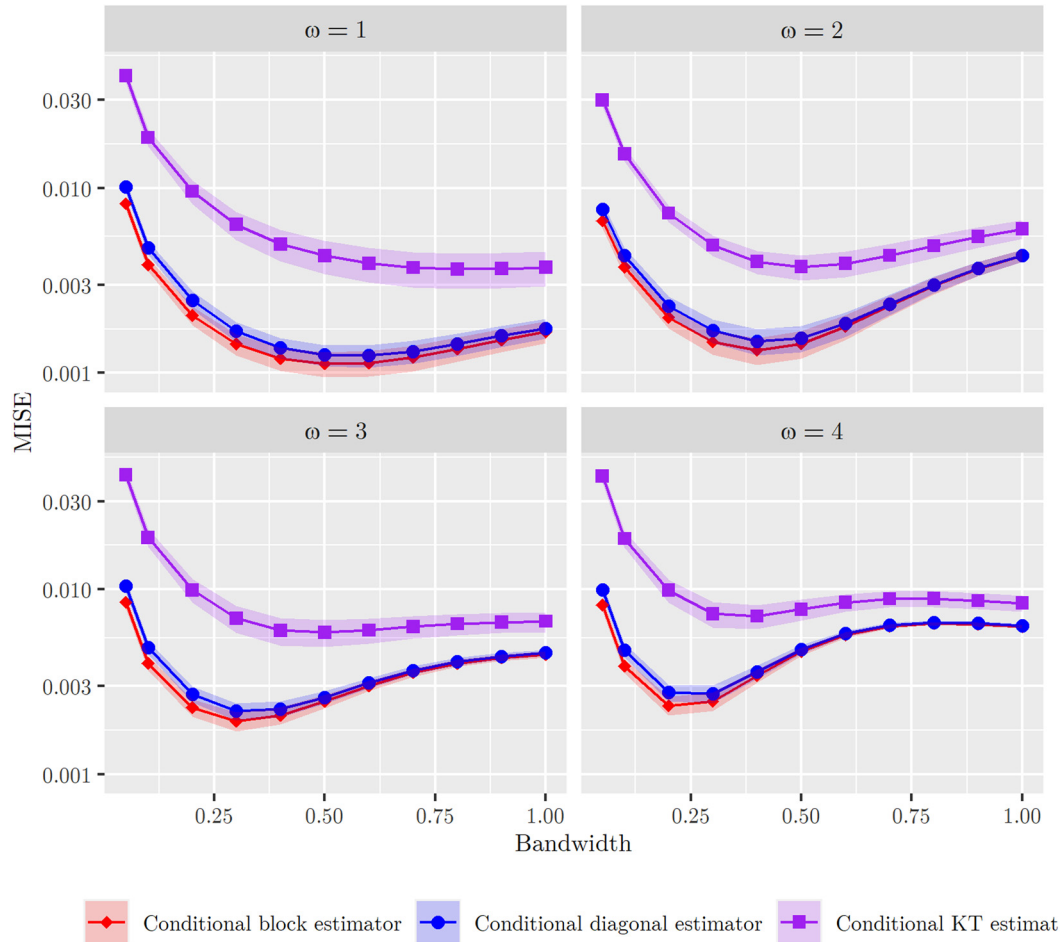 ω = 1
ω = 2
0.030
0.010
0.003
0.001
MISE
ω = 3
ω = 4
0.030
0.010
0.003
0.001
0.25 0.50 0.75 1.00 0.25 0.50 0.75 1.00
Bandwidth
Conditional block estimator Conditional diagonal estimator Conditional KT estimat